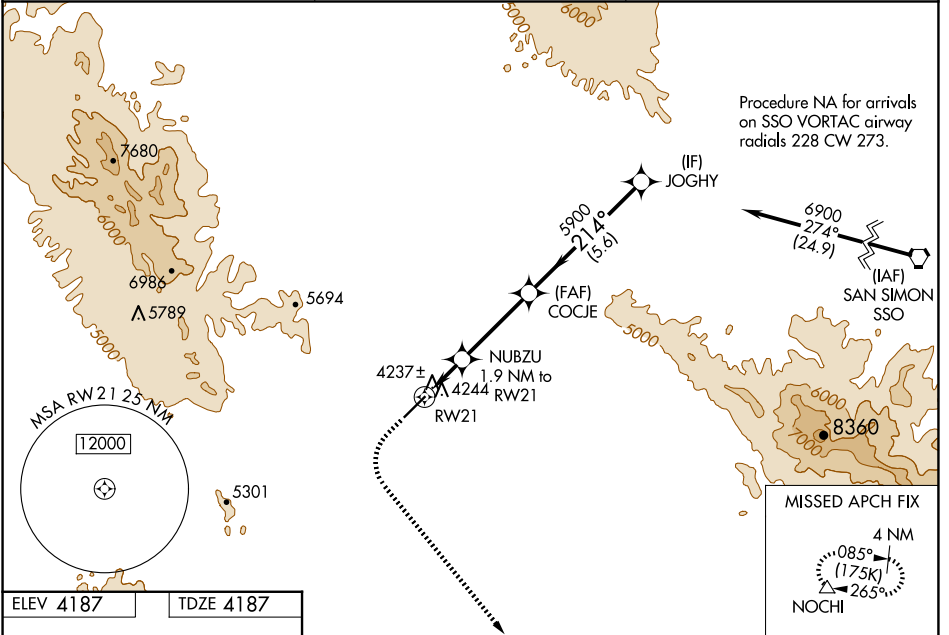 6000
7680
6000
6986
5789
5694
5000
Procedure NA for arrivals
on SSO VORTAC airway
radials 228 CW 273.
(IF)
JOGHY
5900
214°
(5.6)
6900
274°
(24.9)
(IAF)
SAN SIMON
SSO
(FAF)
COCJE
5000
NUBZU
1.9 NM to
RW21
4237±
4244
RW21
6000
7000
8360
MSA RW21 25 NM
12000
5301
MISSED APCH FIX
4 NM
085°
(175K)
265°
NOCHI
ELEV 4187
TDZE 4187